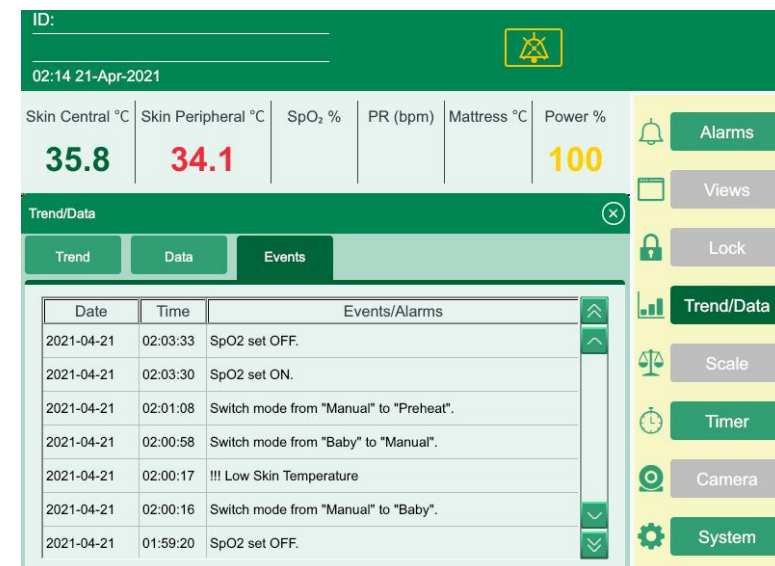 ID:
02:14 21-Apr-2021
Skin Central °C Skin Peripheral °C SpO₂ % PR (bpm) Mattress °C Power %
35.8 34.1 100
Alarms
Views
Lock
Trend/Data
Scale
Timer
Camera
System
Trend/Data
Trend Data Events
Date Time Events/Alarms
2021-04-21 02:03:33 SpO2 set OFF.
2021-04-21 02:03:30 SpO2 set ON.
2021-04-21 02:01:08 Switch mode from "Manual" to "Preheat".
2021-04-21 02:00:58 Switch mode from "Baby" to "Manual".
2021-04-21 02:00:17 !!! Low Skin Temperature
2021-04-21 02:00:16 Switch mode from "Manual" to "Baby".
2021-04-21 01:59:20 SpO2 set OFF.